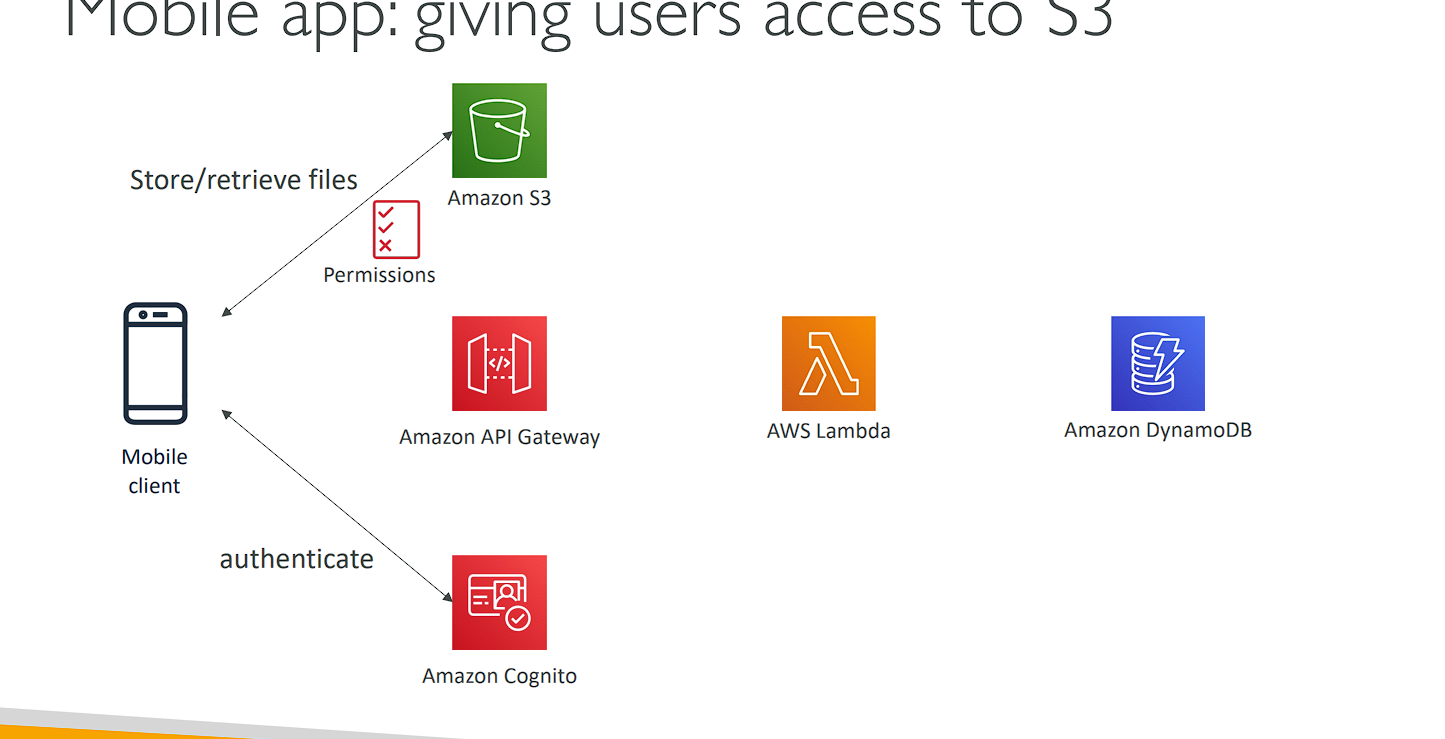 Mobile app: giving users access to S3
Store/retrieve files
Amazon S3
Permissions
Mobile
client
Amazon API Gateway
AWS Lambda
Amazon DynamoDB
authenticate
Amazon Cognito